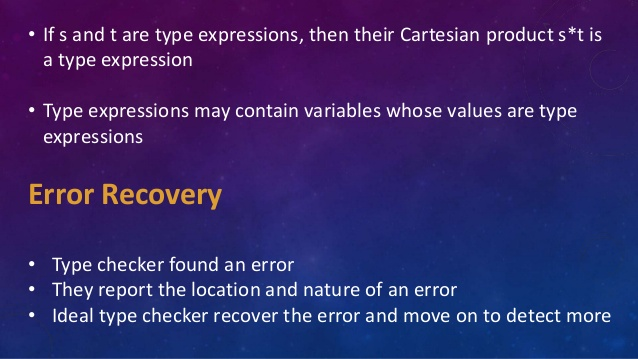 • If s and t are type expressions, then their Cartesian product s*t is
a type expression
• Type expressions may contain variables whose values are type
expressions
Error Recovery
• Type checker found an error
• They report the location and nature of an error
• Ideal type checker recover the error and move on to detect more